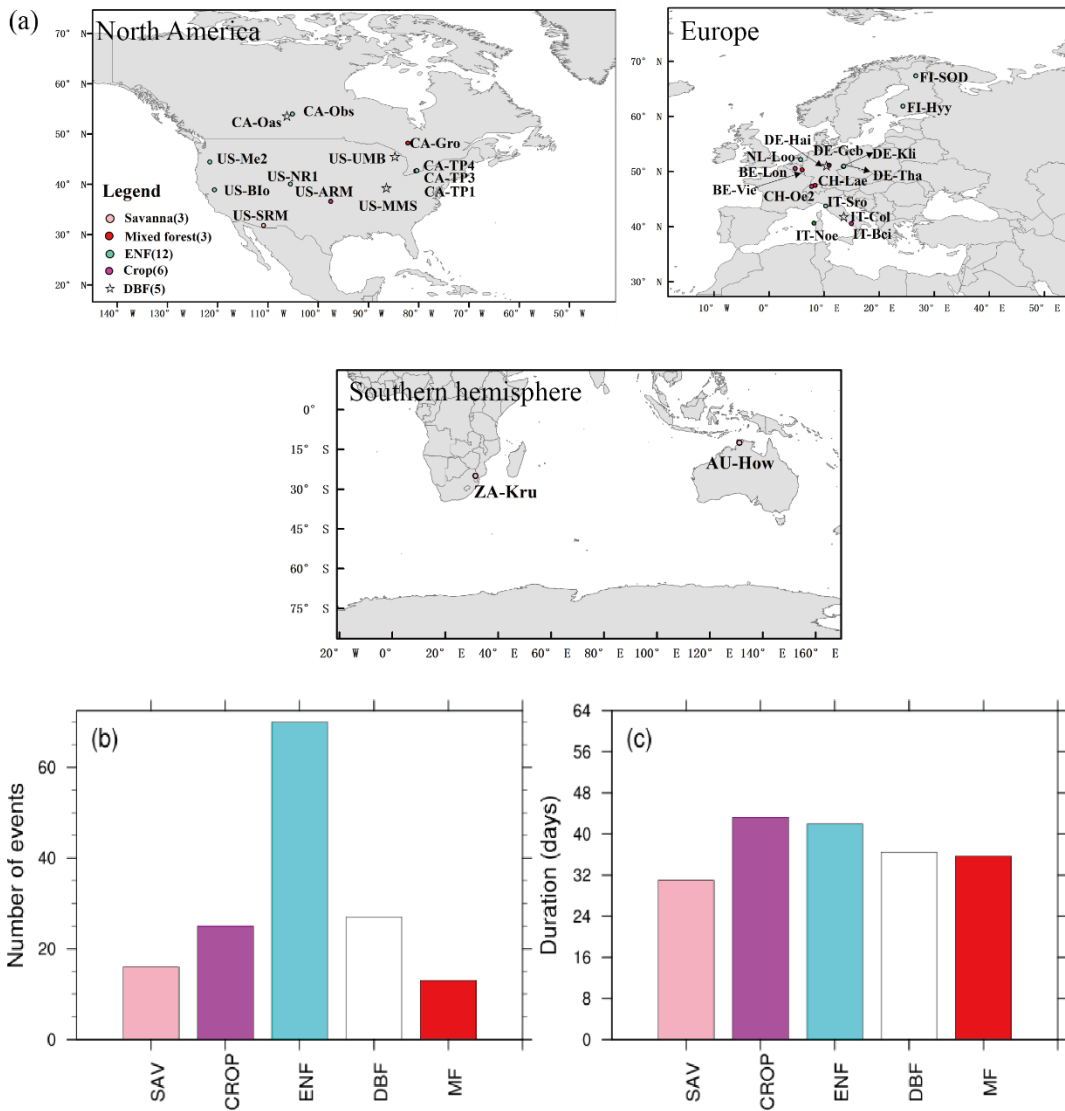 (a)
North America
75° N
60° N
50° N
40° N
30° N
20° N
CA-Oas
CA-Obs
CA-Gro
US-UMB
CA-TP4
CA-TP3
CA-TP1
US-Me2
US-NR1
US-Blo
US-ARM
US-MMS
US-SRM
Legend
Savanna(3)
Mixed forest(3)
ENF(12)
Crop(6)
DBF(5)
140° W 120° W 110° W 100° W 90° W 80° W 70° W 60° W 50° W
Europe
70° N
60° N
50° N
40° N
30° N
FI-SOD
FI-Hyy
DE-Hai
DE-Geb
DE-Kli
NL-Loo
BE-Lon
BE-Vie
CH-Lae
DE-Tha
CH-Oe2
IT-Sro
IT-Col
IT-Noe
IT-Bci
10° W 0° 10° E 20° E 30° E 40° E 50° E
Southern hemisphere
0°
15° S
30° S
45° S
60° S
75° S
AU-How
ZA-Kru
20° W 0° 20° E 40° E 60° E 80° E 100° E 120° E 140° E 160° E
(b)
Number of events
60
40
20
0
SAV CROP ENF DBF MF
(c)
Duration (days)
64
56
48
40
32
24
16
8
0
SAV CROP ENF DBF MF